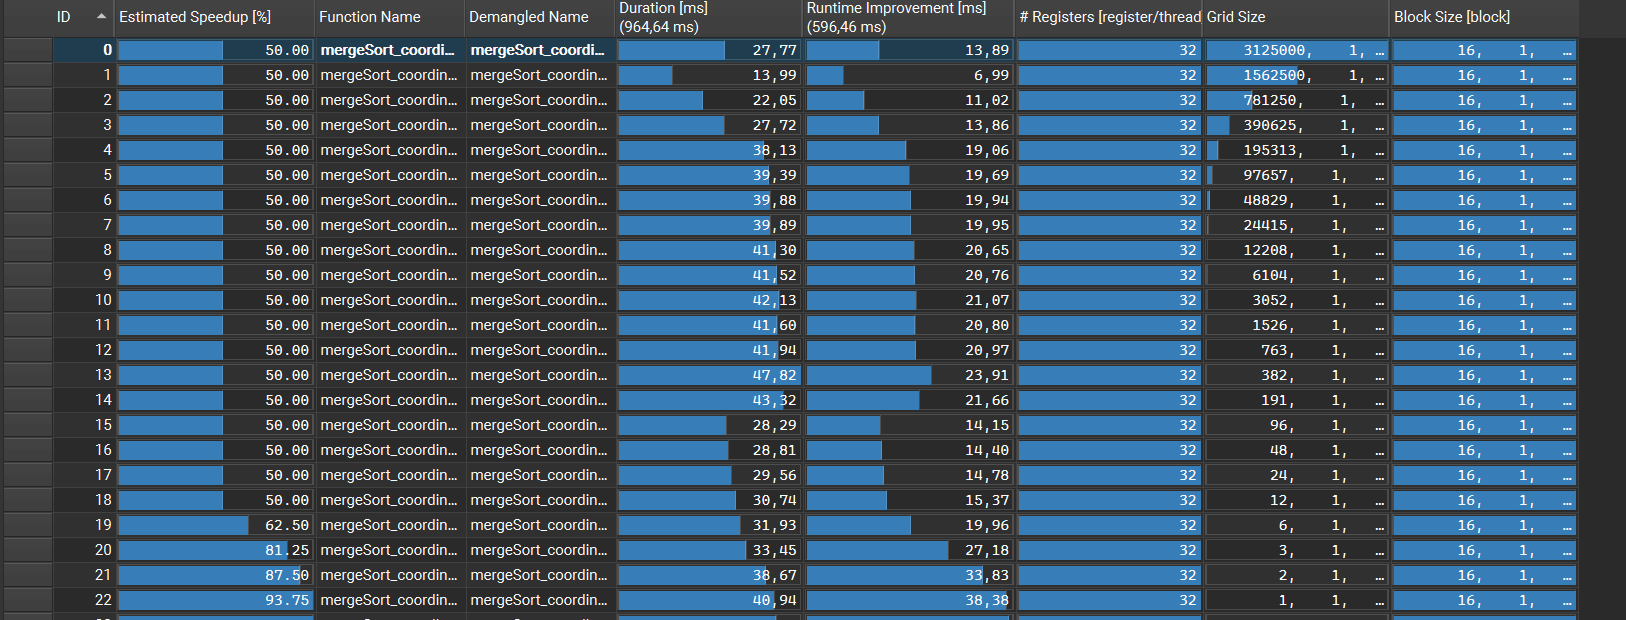 ID Estimated Speedup [%] Function Name Demangled Name Duration [ms] (964,64 ms) Runtime Improvement [ms] (596,46 ms) # Registers [register/thread Grid Size Block Size [block]
0 50.00 mergeSort_coordi... mergeSort_coordi... 27,77 13,89 32 3125000, 1, ... 16, 1, ...
1 50.00 mergeSort_coordin... mergeSort_coordin... 13,99 6,99 32 1562500, 1, ... 16, 1, ...
2 50.00 mergeSort_coordin... mergeSort_coordin... 22,05 11,02 32 781250, 1, ... 16, 1, ...
3 50.00 mergeSort_coordin... mergeSort_coordin... 27,72 13,86 32 390625, 1, ... 16, 1, ...
4 50.00 mergeSort_coordin... mergeSort_coordin... 38,13 19,06 32 195313, 1, ... 16, 1, ...
5 50.00 mergeSort_coordin... mergeSort_coordin... 39,39 19,69 32 97657, 1, ... 16, 1, ...
6 50.00 mergeSort_coordin... mergeSort_coordin... 39,88 19,94 32 48829, 1, ... 16, 1, ...
7 50.00 mergeSort_coordin... mergeSort_coordin... 39,89 19,95 32 24415, 1, ... 16, 1, ...
8 50.00 mergeSort_coordin... mergeSort_coordin... 41,30 20,65 32 12208, 1, ... 16, 1, ...
9 50.00 mergeSort_coordin... mergeSort_coordin... 41,52 20,76 32 6104, 1, ... 16, 1, ...
10 50.00 mergeSort_coordin... mergeSort_coordin... 42,13 21,07 32 3052, 1, ... 16, 1, ...
11 50.00 mergeSort_coordin... mergeSort_coordin... 41,60 20,80 32 1526, 1, ... 16, 1, ...
12 50.00 mergeSort_coordin... mergeSort_coordin... 41,94 20,97 32 763, 1, ... 16, 1, ...
13 50.00 mergeSort_coordin... mergeSort_coordin... 47,82 23,91 32 382, 1, ... 16, 1, ...
14 50.00 mergeSort_coordin... mergeSort_coordin... 43,32 21,66 32 191, 1, ... 16, 1, ...
15 50.00 mergeSort_coordin... mergeSort_coordin... 28,29 14,15 32 96, 1, ... 16, 1, ...
16 50.00 mergeSort_coordin... mergeSort_coordin... 28,81 14,40 32 48, 1, ... 16, 1, ...
17 50.00 mergeSort_coordin... mergeSort_coordin... 29,56 14,78 32 24, 1, ... 16, 1, ...
18 50.00 mergeSort_coordin... mergeSort_coordin... 30,74 15,37 32 12, 1, ... 16, 1, ...
19 62.50 mergeSort_coordin... mergeSort_coordin... 31,93 19,96 32 6, 1, ... 16, 1, ...
20 81.25 mergeSort_coordin... mergeSort_coordin... 33,45 27,18 32 3, 1, ... 16, 1, ...
21 87.50 mergeSort_coordin... mergeSort_coordin... 38,67 33,83 32 2, 1, ... 16, 1, ...
22 93.75 mergeSort_coordin... mergeSort_coordin... 40,94 38,38 32 1, 1, ... 16, 1, ...